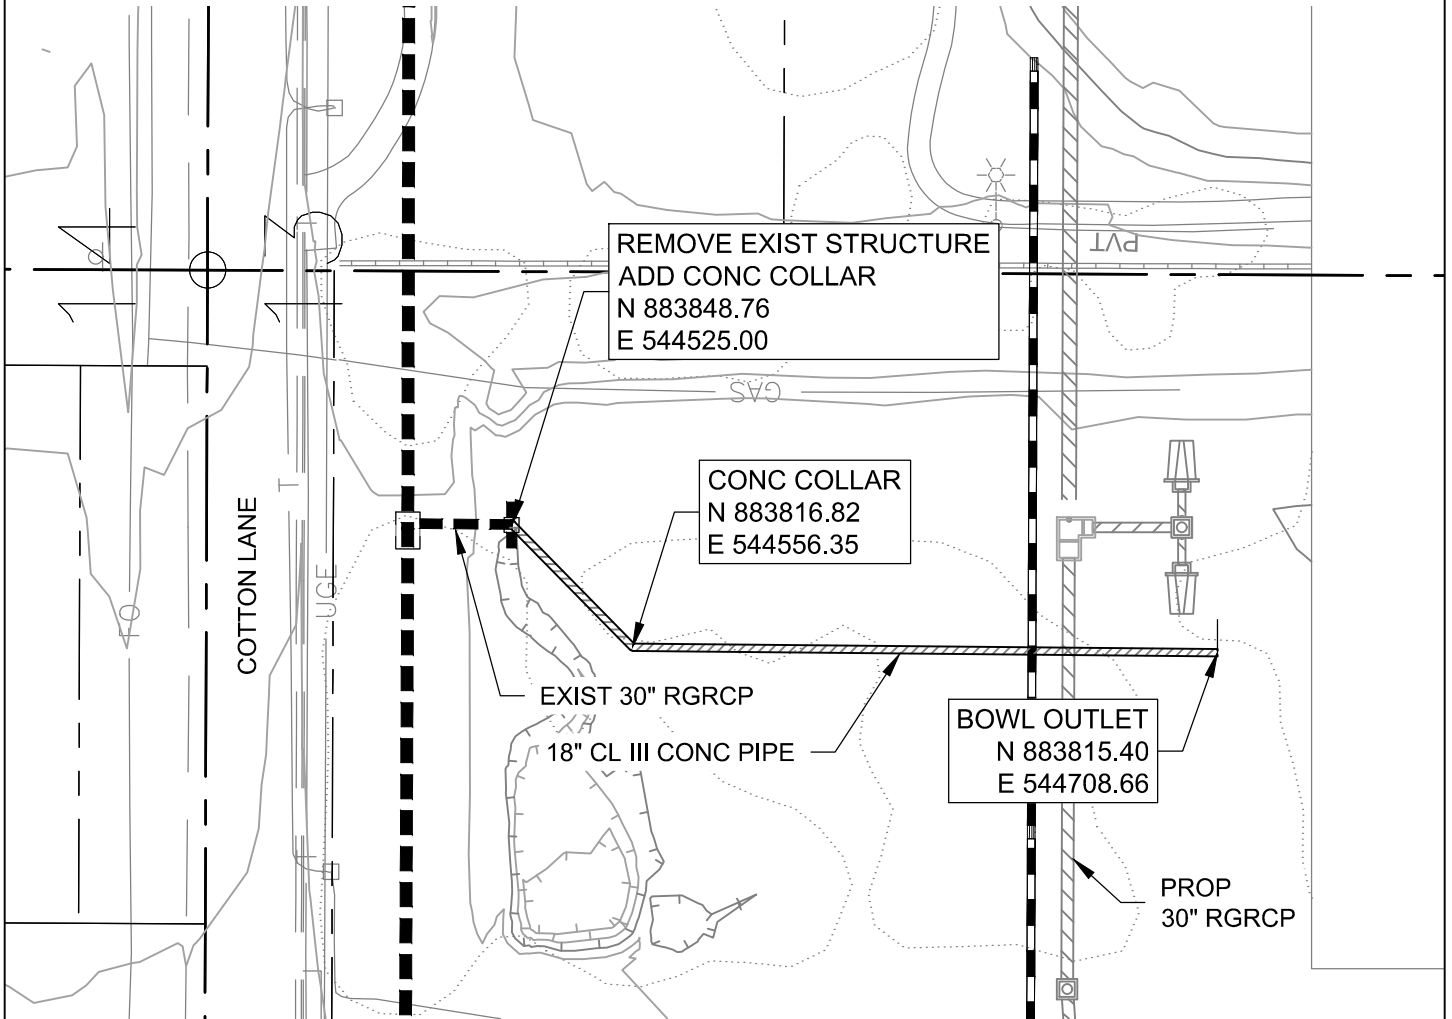 REMOVE EXIST STRUCTURE
ADD CONC COLLAR
N 883848.76
E 544525.00
PVT
GAS
CONC COLLAR
N 883816.82
E 544556.35
COTTON LANE
UGE
T
T
T
T
FO
EXIST 30" RGRCP
18" CL III CONC PIPE
BOWL OUTLET
N 883815.40
E 544708.66
PROP
30" RGRCP